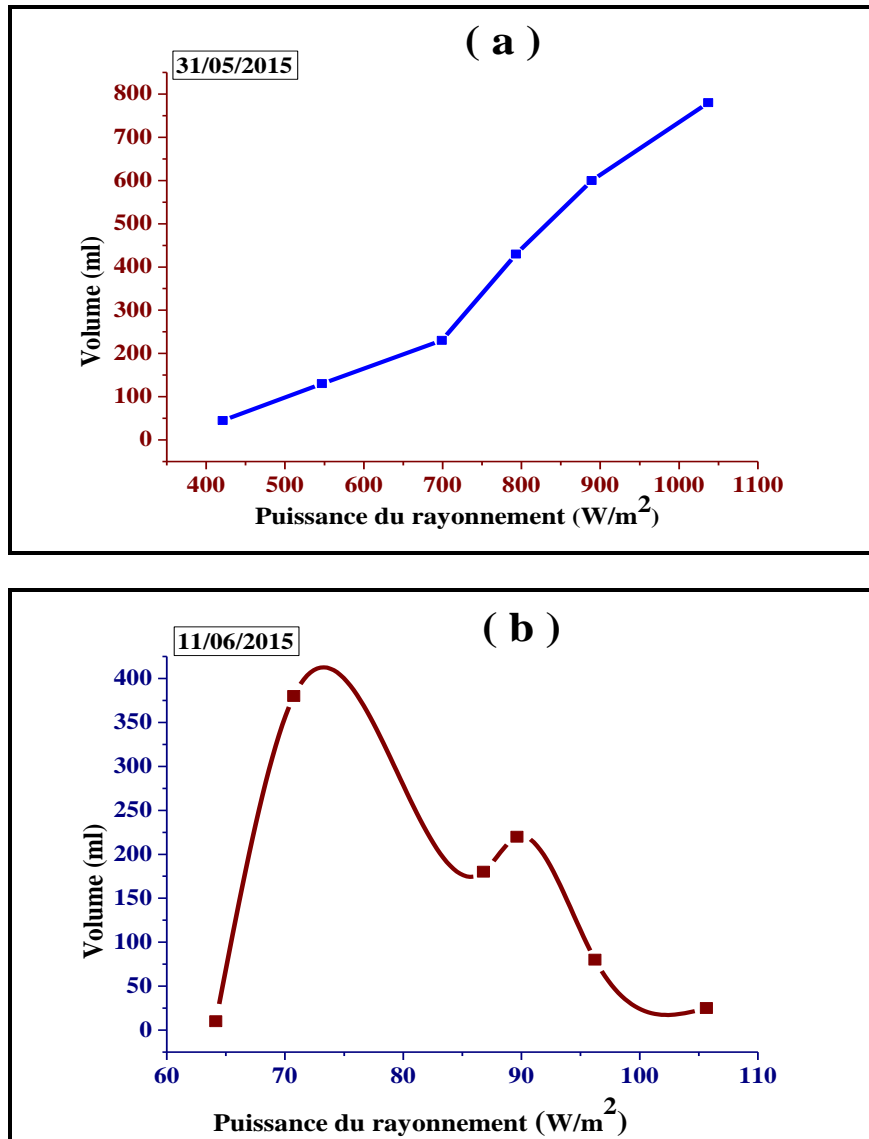 ( a )
31/05/2015
800
700
600
500
400
300
200
100
0
Volume (ml)
400 500 600 700 800 900 1000 1100
Puissance du rayonnement (W/m²)
( b )
11/06/2015
400
350
300
250
200
150
100
50
0
Volume (ml)
60 70 80 90 100 110
Puissance du rayonnement (W/m²)